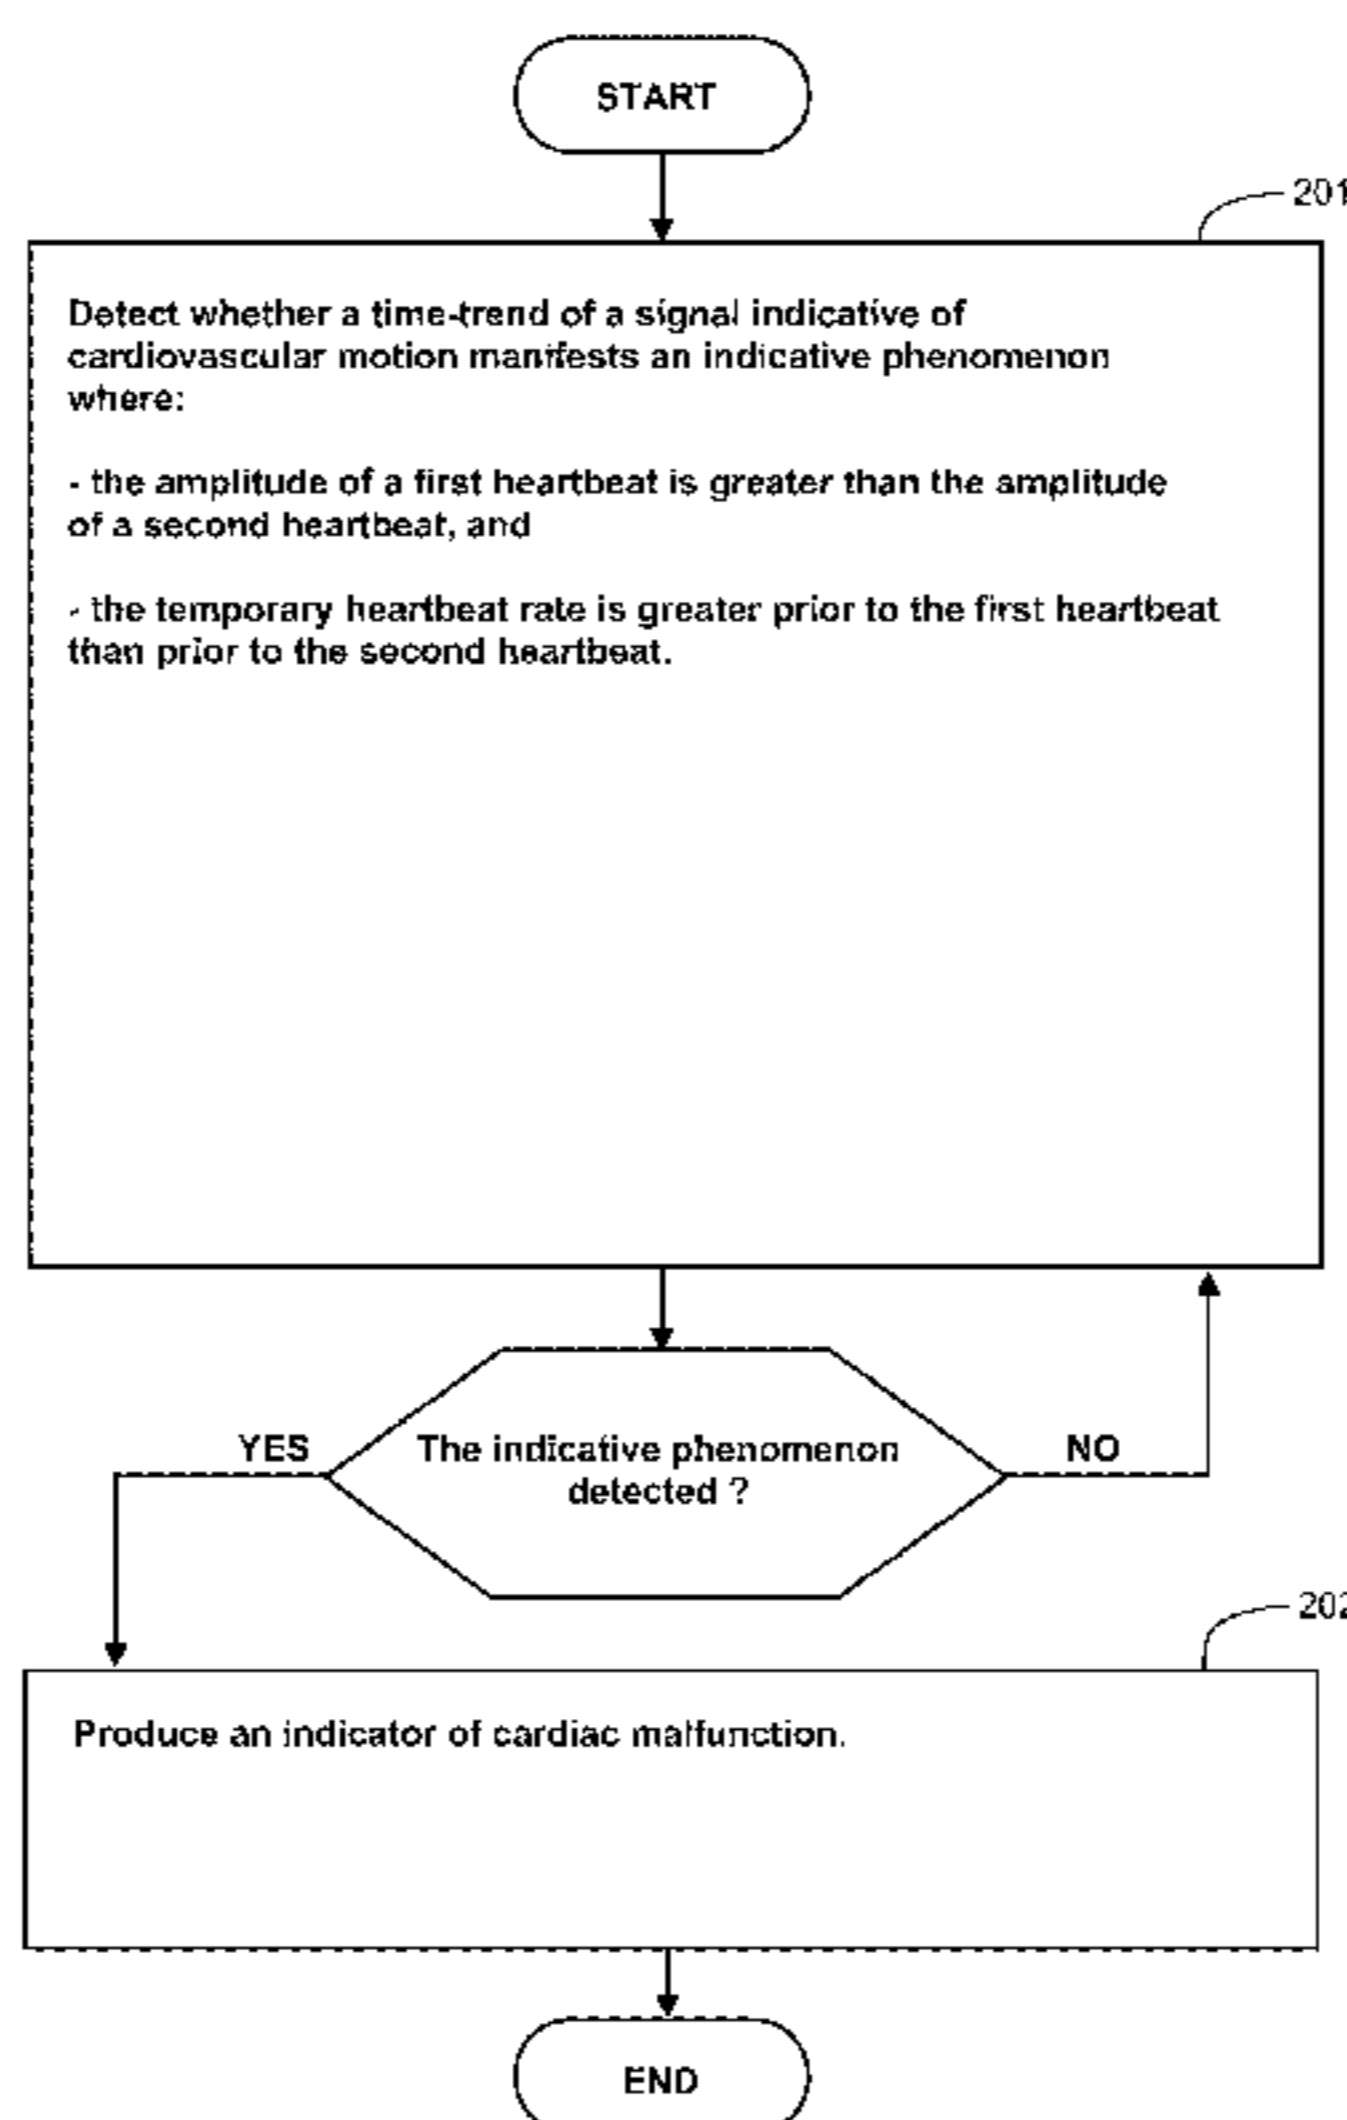 START
201
Detect whether a time-trend of a signal indicative of
cardiovascular motion manifests an indicative phenomenon
where:
- the amplitude of a first heartbeat is greater than the amplitude
of a second heartbeat, and
- the temporary heartbeat rate is greater prior to the first heartbeat
than prior to the second heartbeat.
YES
The indicative phenomenon
detected ?
NO
202
Produce an indicator of cardiac malfunction.
END